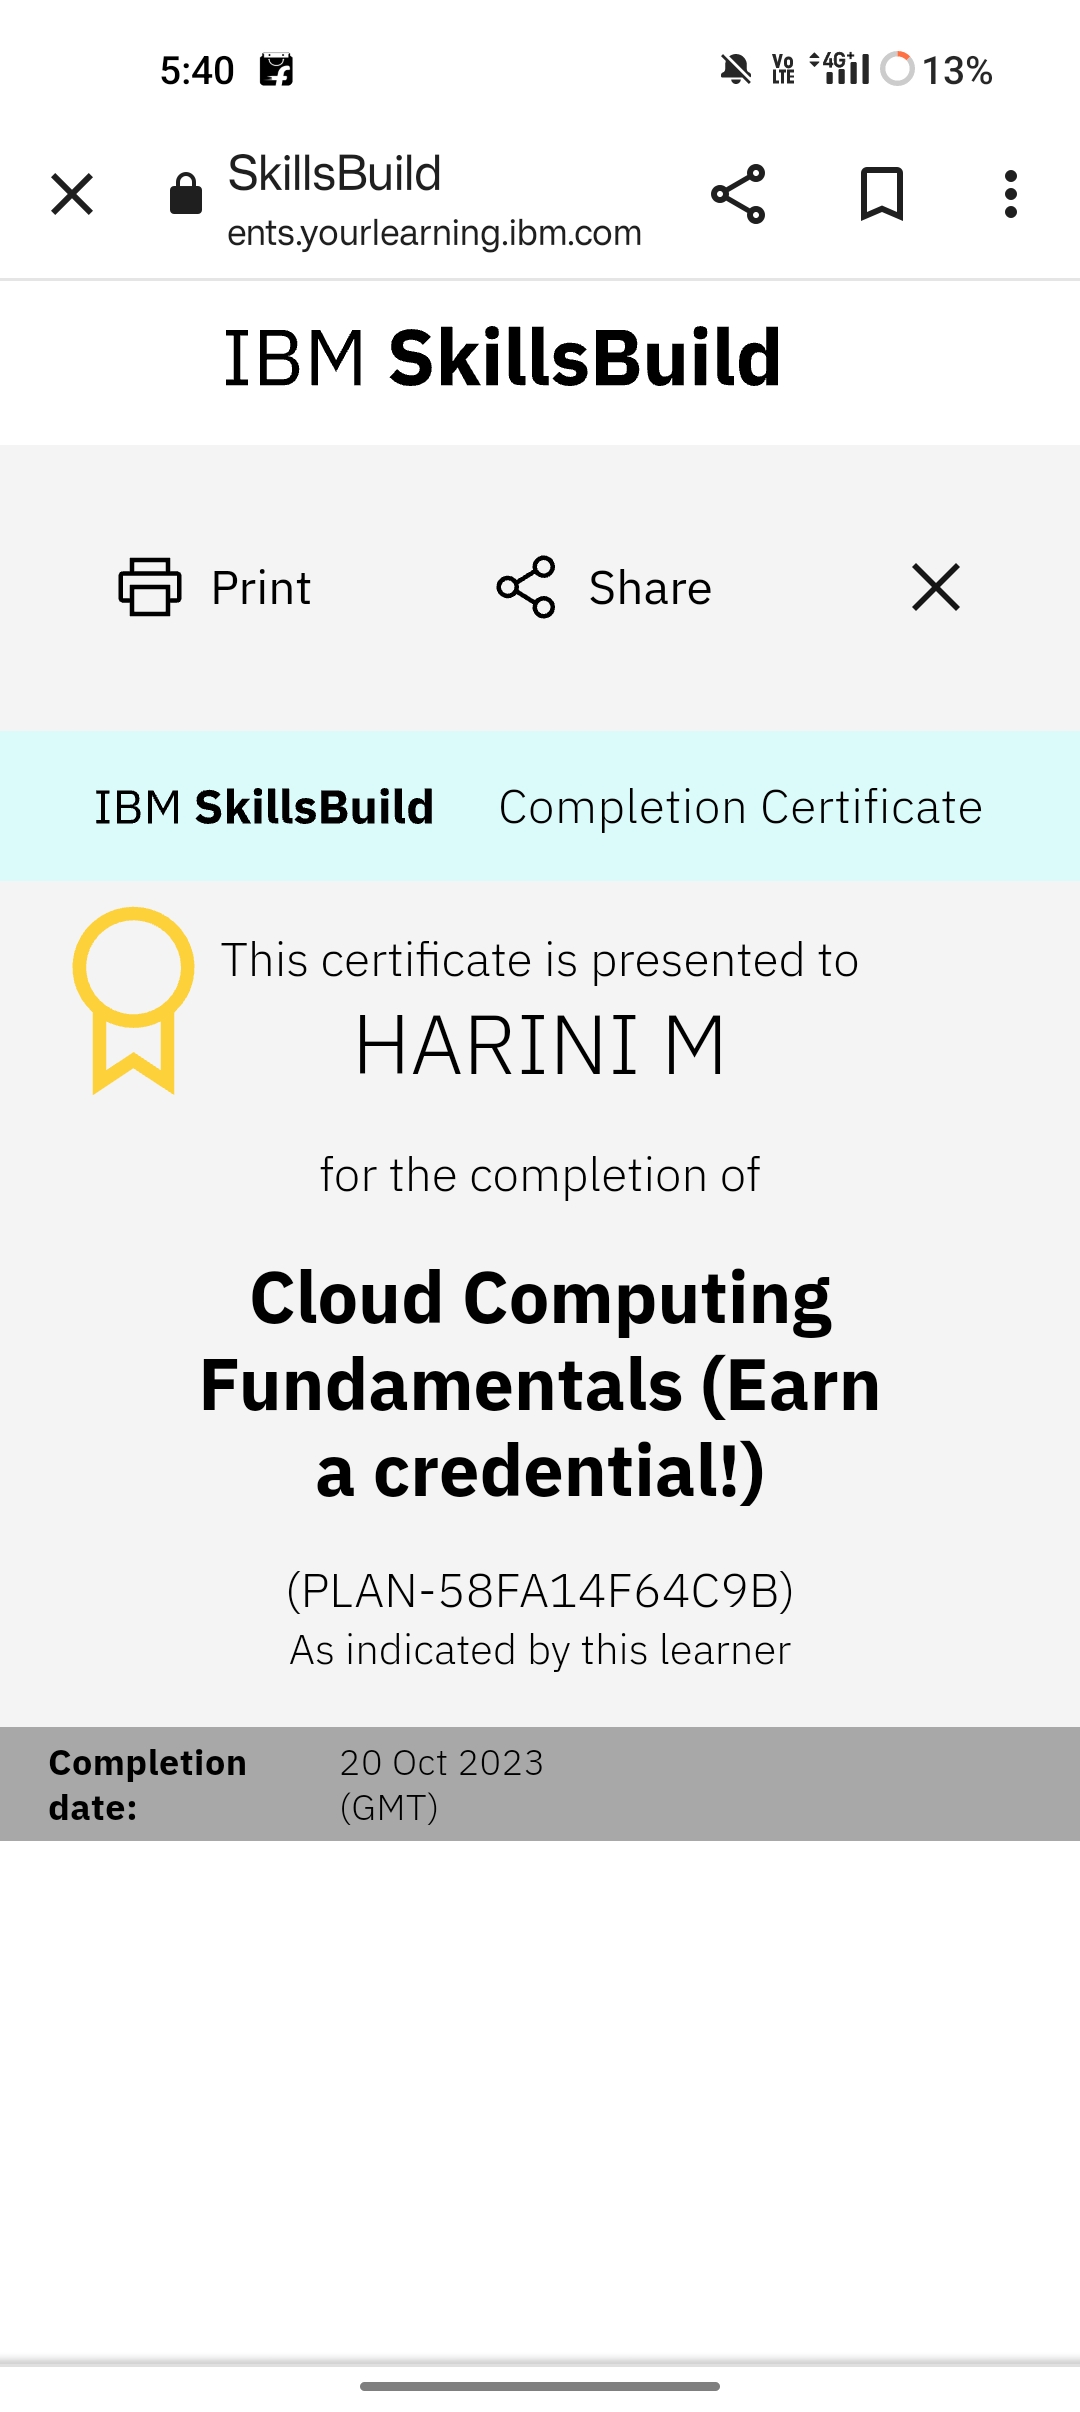 5:40
Vo
LTE
4G+
13%
SkillsBuild
ents.yourlearning.ibm.com
IBM SkillsBuild
Print
Share
IBM SkillsBuild Completion Certificate
This certificate is presented to
HARINI M
for the completion of
Cloud Computing
Fundamentals (Earn
a credential!)
(PLAN-58FA14F64C9B)
As indicated by this learner
Completion
date:
20 Oct 2023
(GMT)